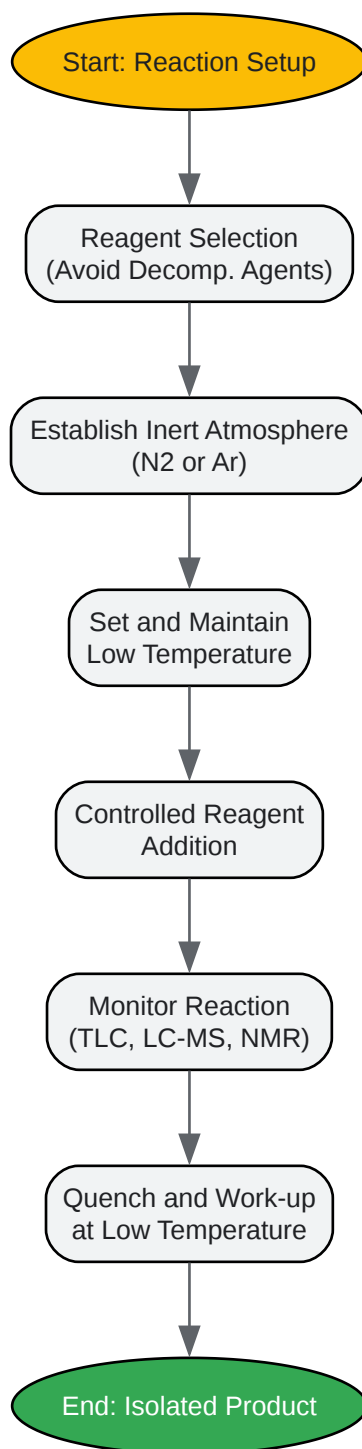 Start: Reaction Setup
Reagent Selection
(Avoid Decomp. Agents)
Establish Inert Atmosphere
(N2 or Ar)
Set and Maintain
Low Temperature
Controlled Reagent
Addition
Monitor Reaction
(TLC, LC-MS, NMR)
Quench and Work-up
at Low Temperature
End: Isolated Product